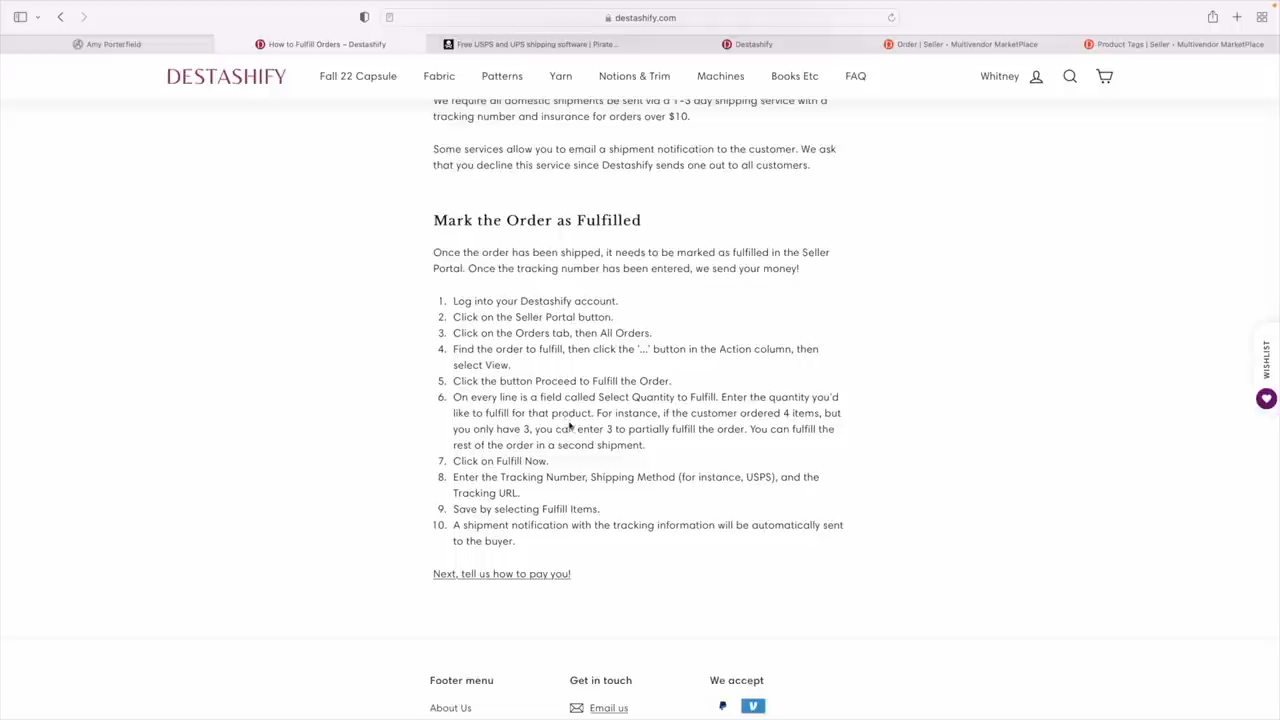 destashify.com
Amy Porterfield
How to Fulfill Orders – Destashify
Free USPS and UPS shipping software | Pirate...
Destashify
Order | Seller - Multivendor MarketPlace
Product Tags | Seller - Multivendor MarketPlace
DESTASHIFY
Fall 22 Capsule
Fabric
Patterns
Yarn
Notions & Trim
Machines
Books Etc
FAQ
Whitney
We require all domestic shipments be sent via a 1-3 day shipping service with a
tracking number and insurance for orders over $10.
Some services allow you to email a shipment notification to the customer. We ask
that you decline this service since Destashify sends one out to all customers.
Mark the Order as Fulfilled
Once the order has been shipped, it needs to be marked as fulfilled in the Seller
Portal. Once the tracking number has been entered, we send your money!
1. Log into your Destashify account.
2. Click on the Seller Portal button.
3. Click on the Orders tab, then All Orders.
4. Find the order to fulfill, then click the '...' button in the Action column, then
select View.
5. Click the button Proceed to Fulfill the Order.
6. On every line is a field called Select Quantity to Fulfill. Enter the quantity you'd
like to fulfill for that product. For instance, if the customer ordered 4 items, but
you only have 3, you can enter 3 to partially fulfill the order. You can fulfill the
rest of the order in a second shipment.
7. Click on Fulfill Now.
8. Enter the Tracking Number, Shipping Method (for instance, USPS), and the
Tracking URL.
9. Save by selecting Fulfill Items.
10. A shipment notification with the tracking information will be automatically sent
to the buyer.
Next, tell us how to pay you!
WISHLIST
Footer menu
Get in touch
We accept
About Us
Email us